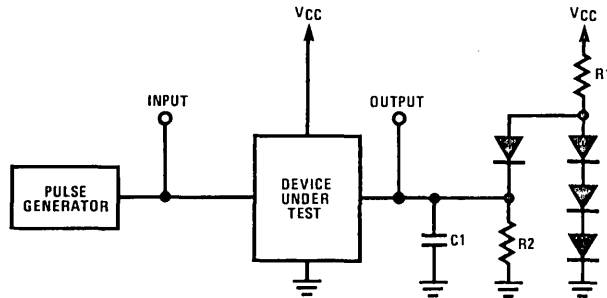 VCC
VCC
R1
INPUT
OUTPUT
PULSE
GENERATOR
DEVICE
UNDER
TEST
C1
R2